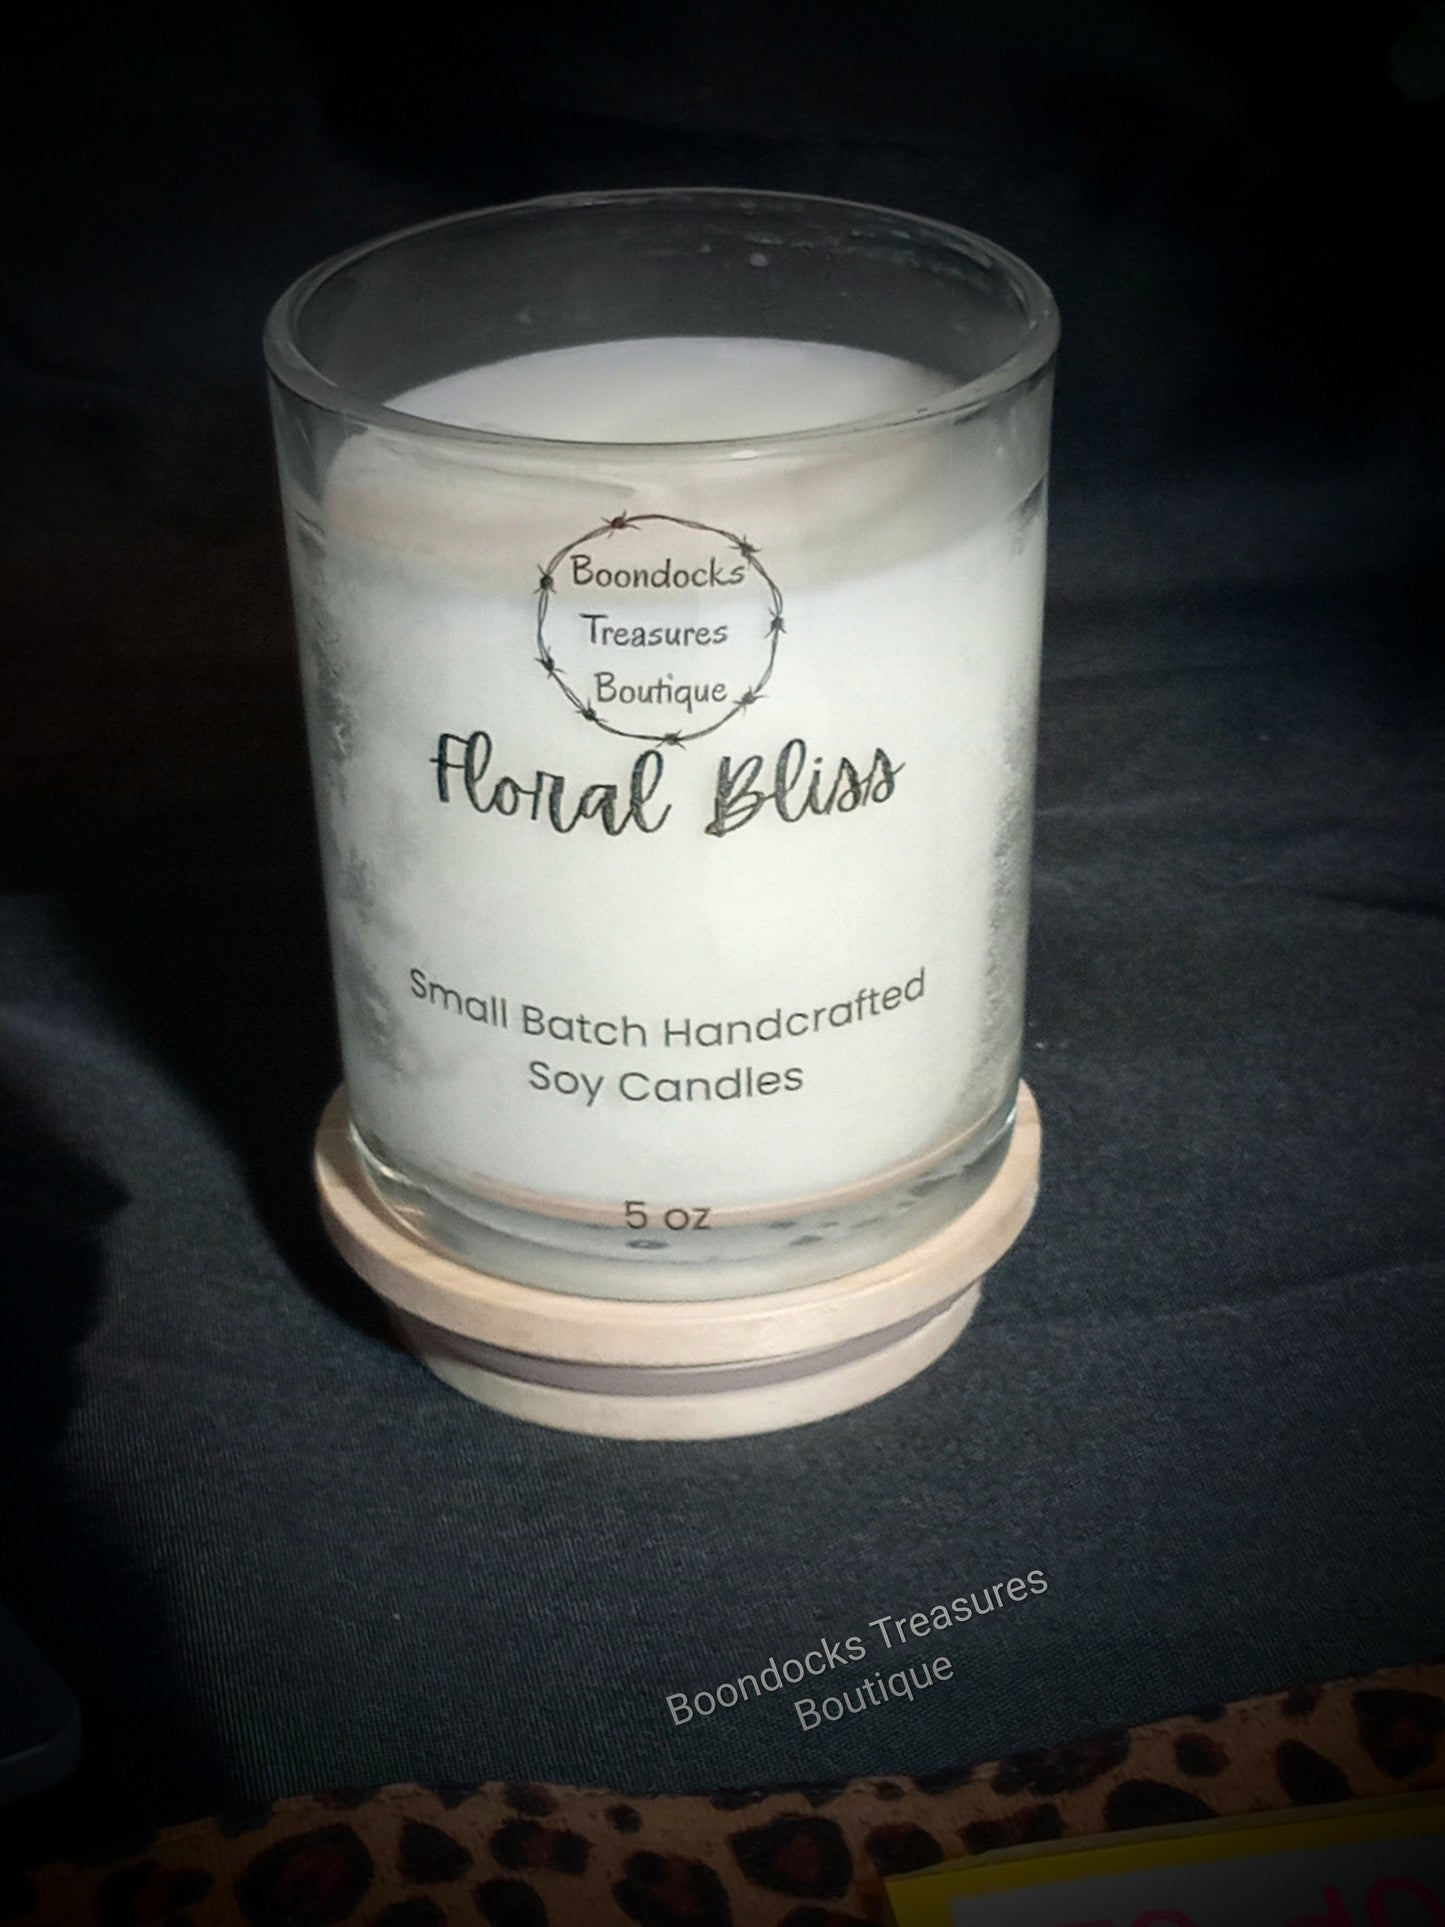 Boondocks
Treasures
Boutique
Floral Bliss
Small Batch Handcrafted
Soy Candles
5 oz
Boondocks Treasures
Boutique